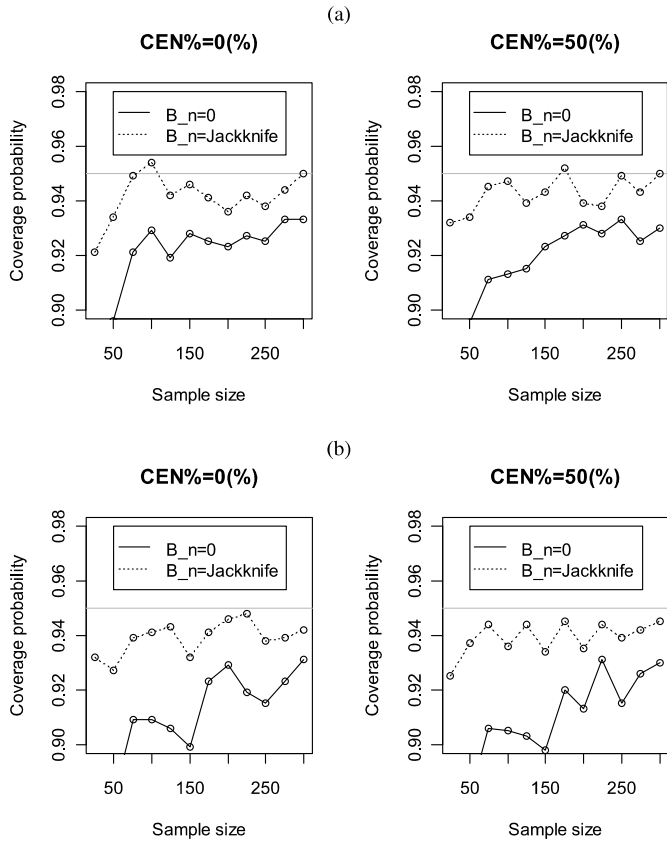 (a)
CEN%=0(%)
CEN%=50(%)
Coverage probability
0.90 0.92 0.94 0.96 0.98
B_n=0
B_n=Jackknife
50 150 250
Sample size
Coverage probability
0.90 0.92 0.94 0.96 0.98
B_n=0
B_n=Jackknife
50 150 250
Sample size
(b)
CEN%=0(%)
CEN%=50(%)
Coverage probability
0.90 0.92 0.94 0.96 0.98
B_n=0
B_n=Jackknife
50 150 250
Sample size
Coverage probability
0.90 0.92 0.94 0.96 0.98
B_n=0
B_n=Jackknife
50 150 250
Sample size